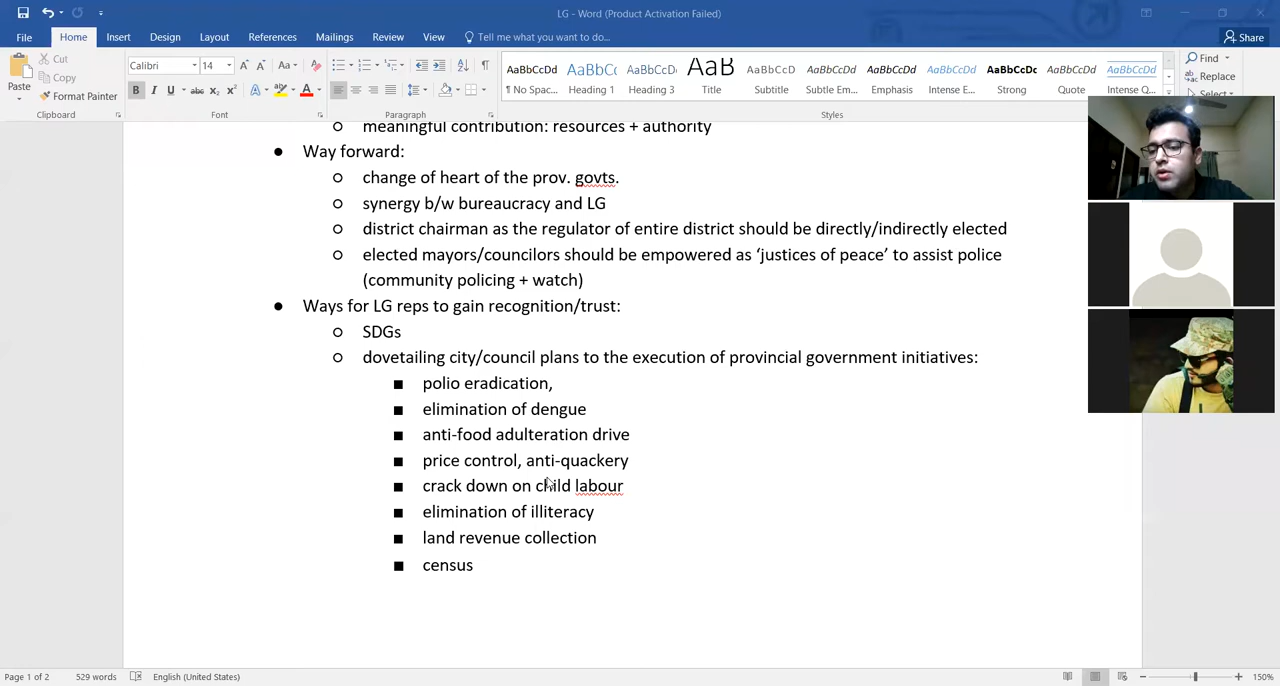 LG - Word (Product Activation Failed)
File Home Insert Design Layout References Mailings Review View Tell me what you want to do... Share
Cut
Copy
Paste Format Painter
Clipboard
Calibri 14 Aa
B I U abc x₂ x² A A
Font
Paragraph
AaBbCcDd AaBbCc AaBbCcD AaB AaBbCcD AaBbCcDd AaBbCcDd AaBbCcDd AaBbCcDc AaBbCcDd AaBbCcDd
¶ No Spac... Heading 1 Heading 3 Title Subtitle Subtle Em... Emphasis Intense E... Strong Quote Intense Q...
Styles
Find
Replace
Select
○ meaningful contribution: resources + authority
● Way forward:
○ change of heart of the prov. govts.
○ synergy b/w bureaucracy and LG
○ district chairman as the regulator of entire district should be directly/indirectly elected
○ elected mayors/councilors should be empowered as ‘justices of peace’ to assist police
(community policing + watch)
● Ways for LG reps to gain recognition/trust:
○ SDGs
○ dovetailing city/council plans to the execution of provincial government initiatives:
■ polio eradication,
■ elimination of dengue
■ anti-food adulteration drive
■ price control, anti-quackery
■ crack down on child labour
■ elimination of illiteracy
■ land revenue collection
■ census
Page 1 of 2 529 words English (United States) 150%